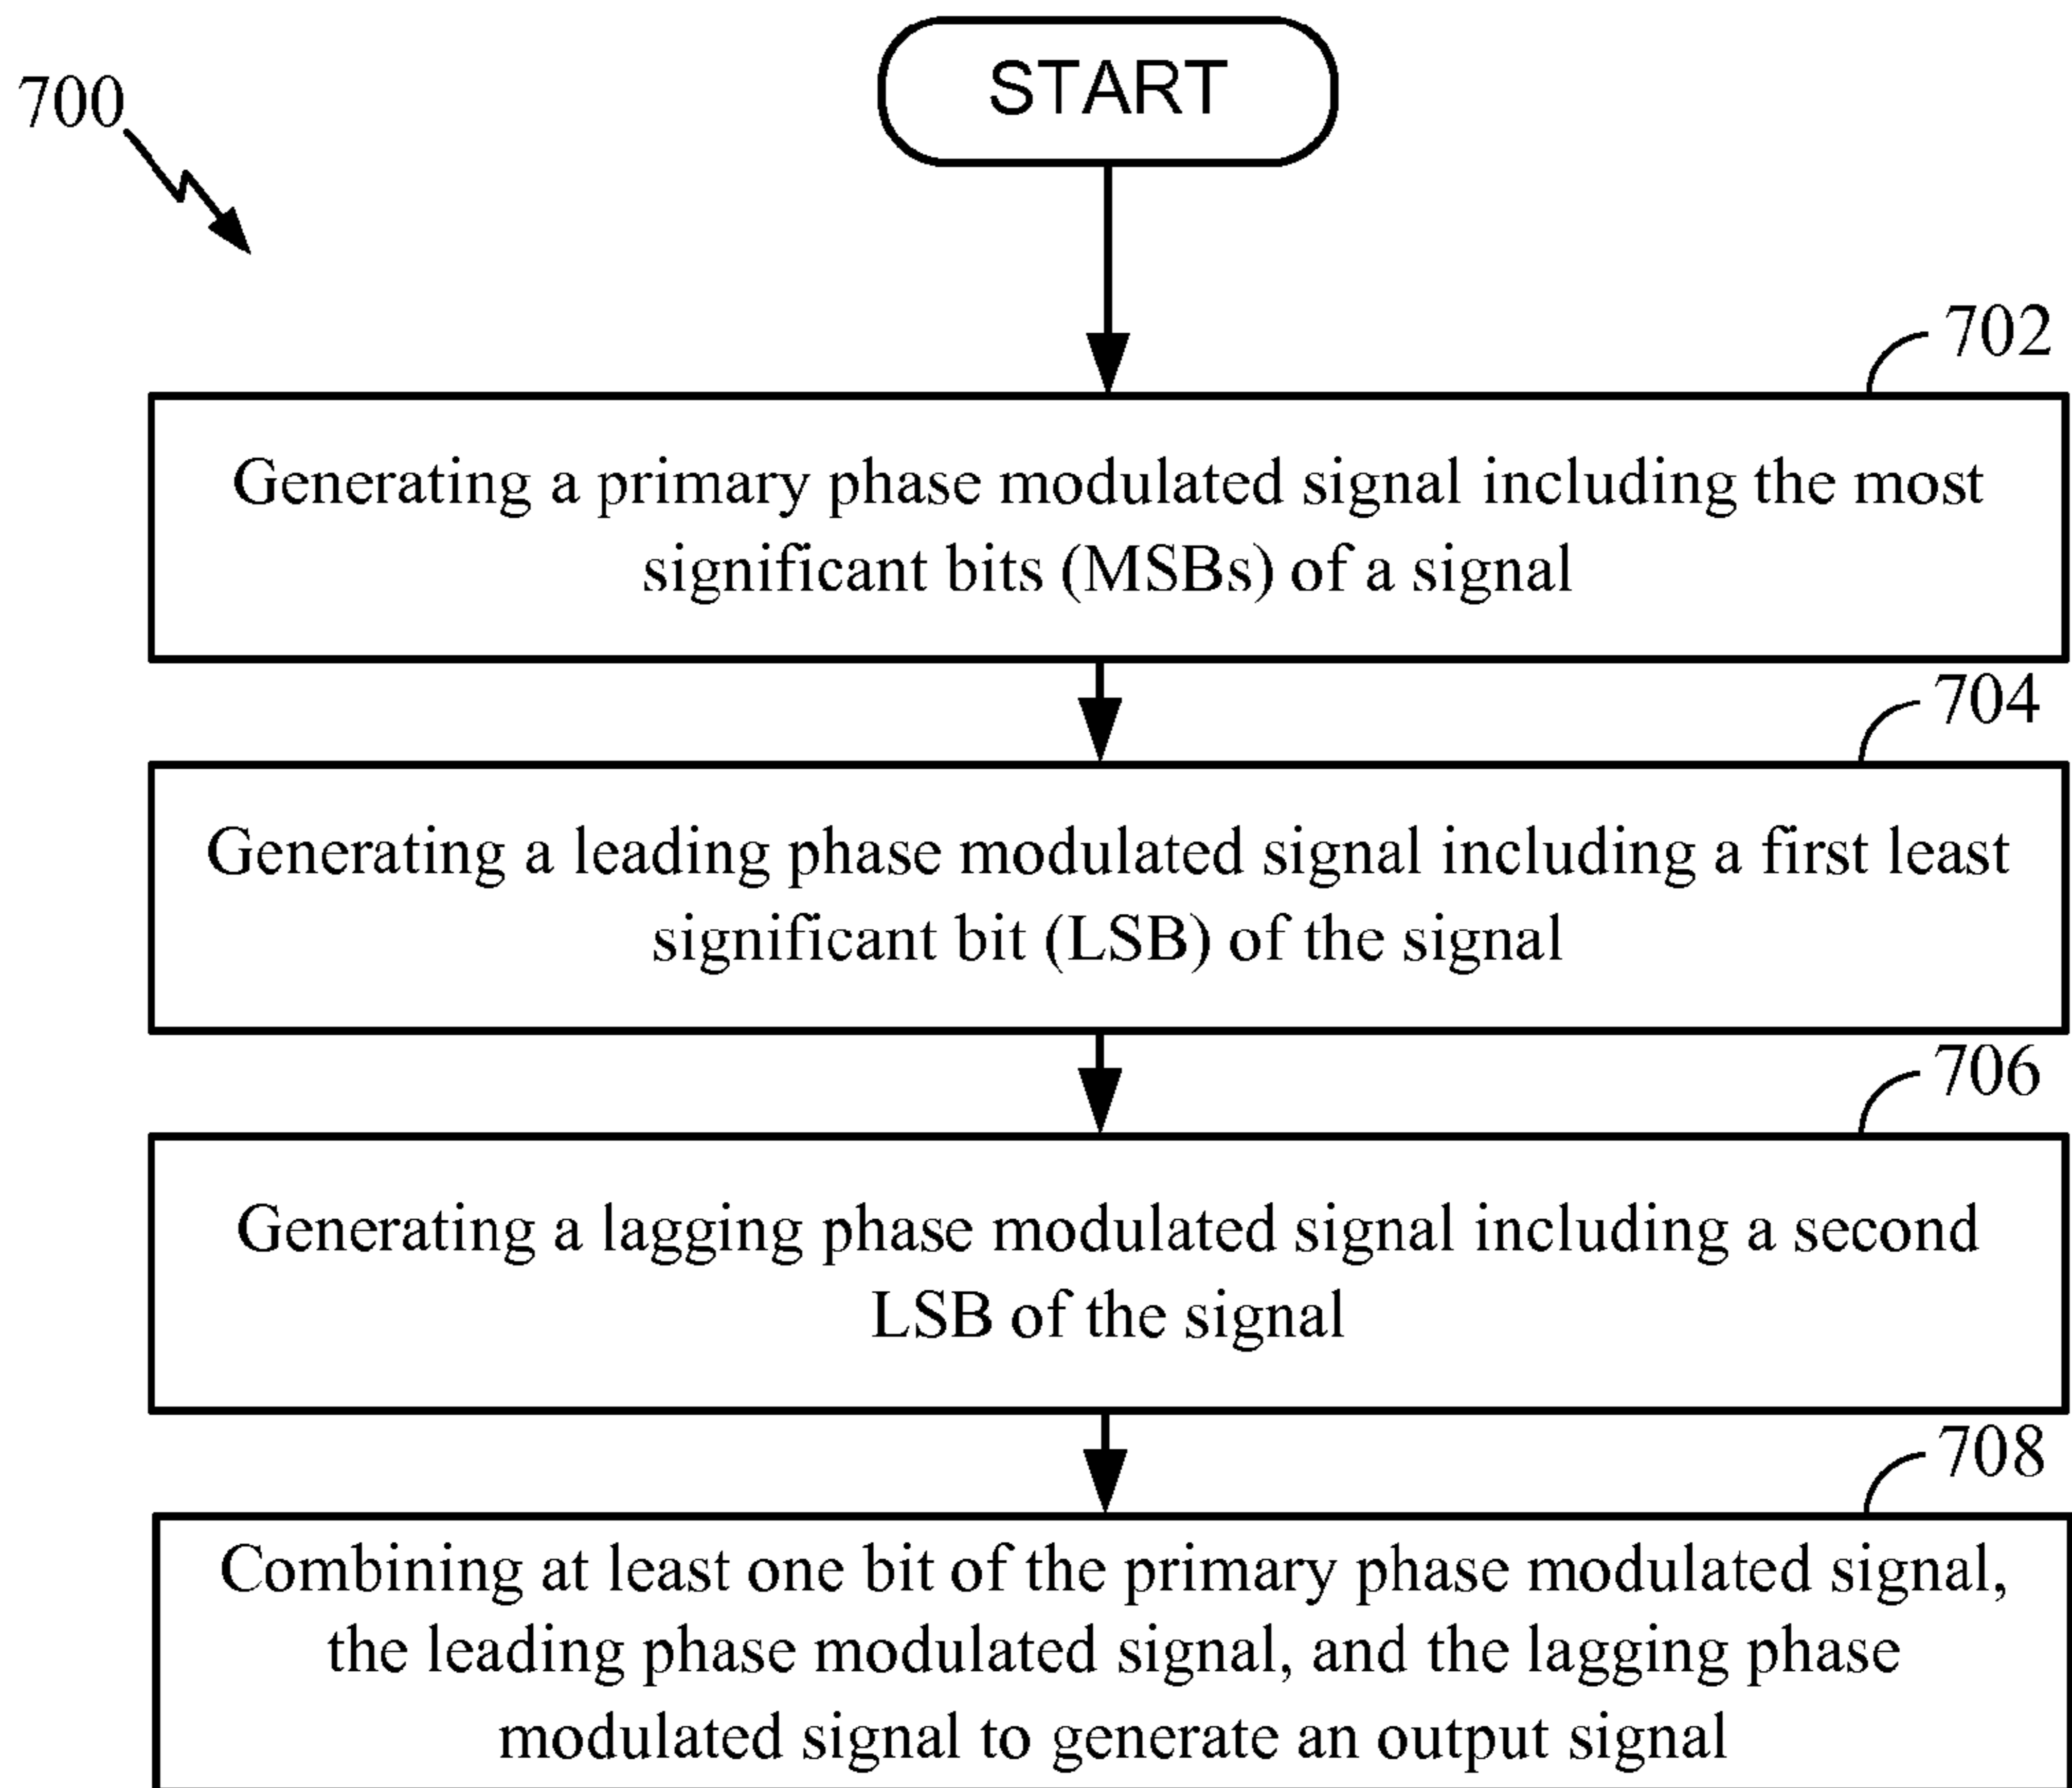 START
700
702
Generating a primary phase modulated signal including the most
significant bits (MSBs) of a signal
704
Generating a leading phase modulated signal including a first least
significant bit (LSB) of the signal
706
Generating a lagging phase modulated signal including a second
LSB of the signal
708
Combining at least one bit of the primary phase modulated signal,
the leading phase modulated signal, and the lagging phase
modulated signal to generate an output signal